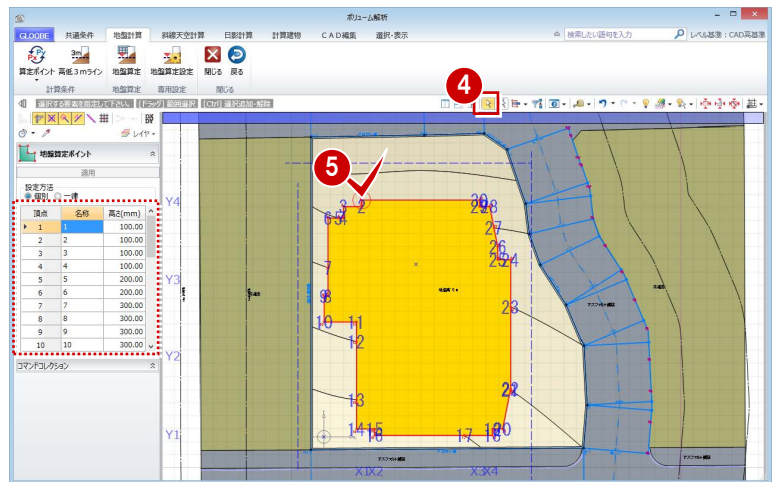 ボリューム解析
GLOOBE 共通条件 地盤計算 斜線天空計算 日影計算 計算建物 CAD編集 選択・表示 検索したい語句を入力 レベル基準:CAD高基準
算定ポイント 高低3mライン 地盤算定 地盤算定設定 閉じる 戻る
計算条件 地盤算定 専用設定 閉じる
選択する要素を指定して下さい。 [ドラッグ] 範囲選択 [Ctrl] 選択追加・解除
4
レイヤ
地盤算定ポイント
適用
設定方法
個別 一律
頂点 名称 高さ(mm)
1 1 100.00
2 2 100.00
3 3 100.00
4 4 100.00
5 5 200.00
6 6 200.00
7 7 300.00
8 8 300.00
9 9 300.00
10 10 300.00
コマンドコレクション
5
Y4
Y3
Y2
Y1
X1 X2 X3 X4
2
3
7
10 11
12
13
17
23
27